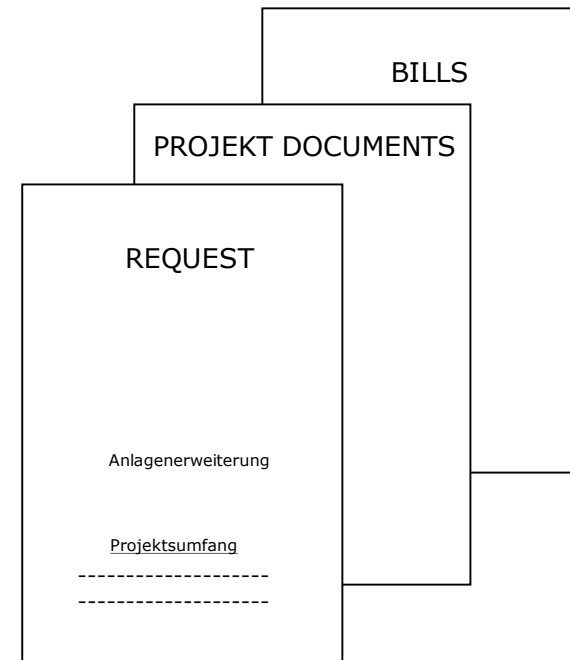 BILLS
PROJEKT DOCUMENTS
REQUEST
Anlagenerweiterung
Projektsumfang
--------------------
--------------------